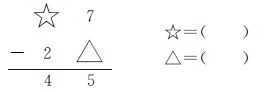 ☆ 7
− 2 △
4 5
☆=( )
△=( )